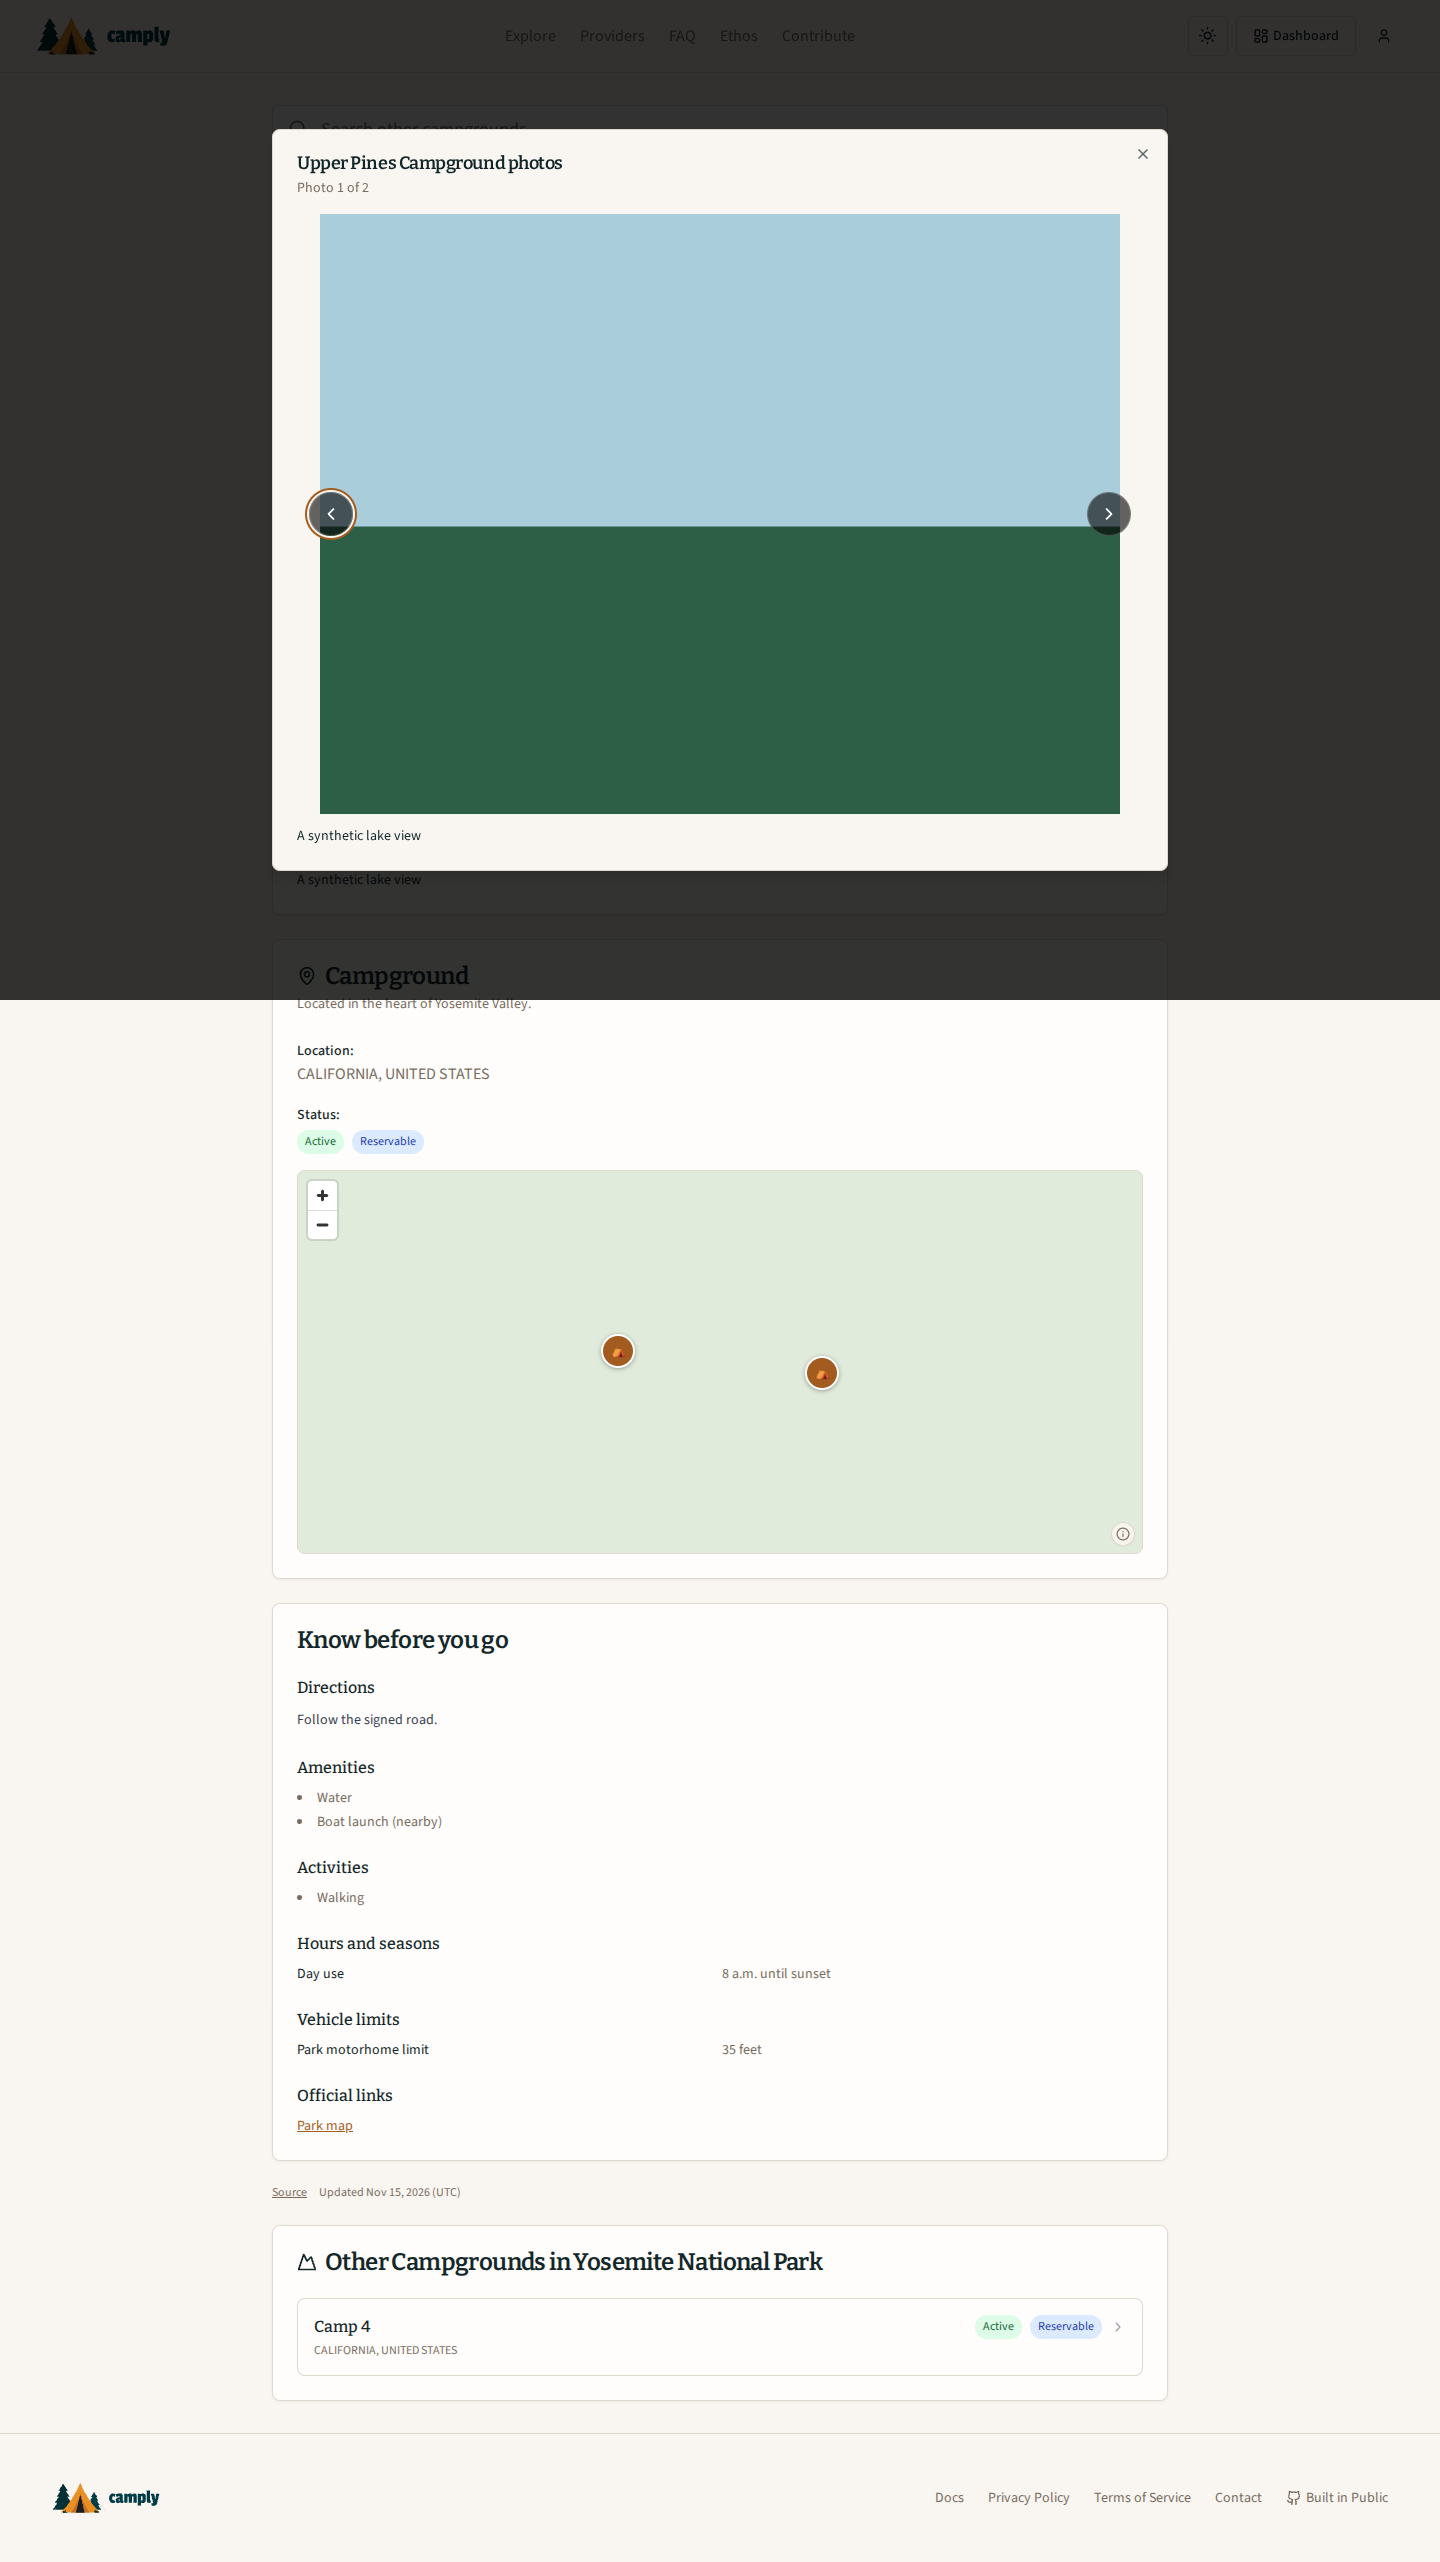 camply
Explore
Providers
FAQ
Ethos
Contribute
Dashboard
Search other campgrounds
Upper Pines Campground photos
Photo 1 of 2
A synthetic lake view
A synthetic lake view
Campground
Located in the heart of Yosemite Valley.
Location:
CALIFORNIA, UNITED STATES
Status:
Active
Reservable
Know before you go
Directions
Follow the signed road.
Amenities
Water
Boat launch (nearby)
Activities
Walking
Hours and seasons
Day use
8 a.m. until sunset
Vehicle limits
Park motorhome limit
35 feet
Official links
Park map
Source
Updated Nov 15, 2026 (UTC)
Other Campgrounds in Yosemite National Park
Camp 4
Active
Reservable
CALIFORNIA, UNITED STATES
camply
Docs
Privacy Policy
Terms of Service
Contact
Built in Public